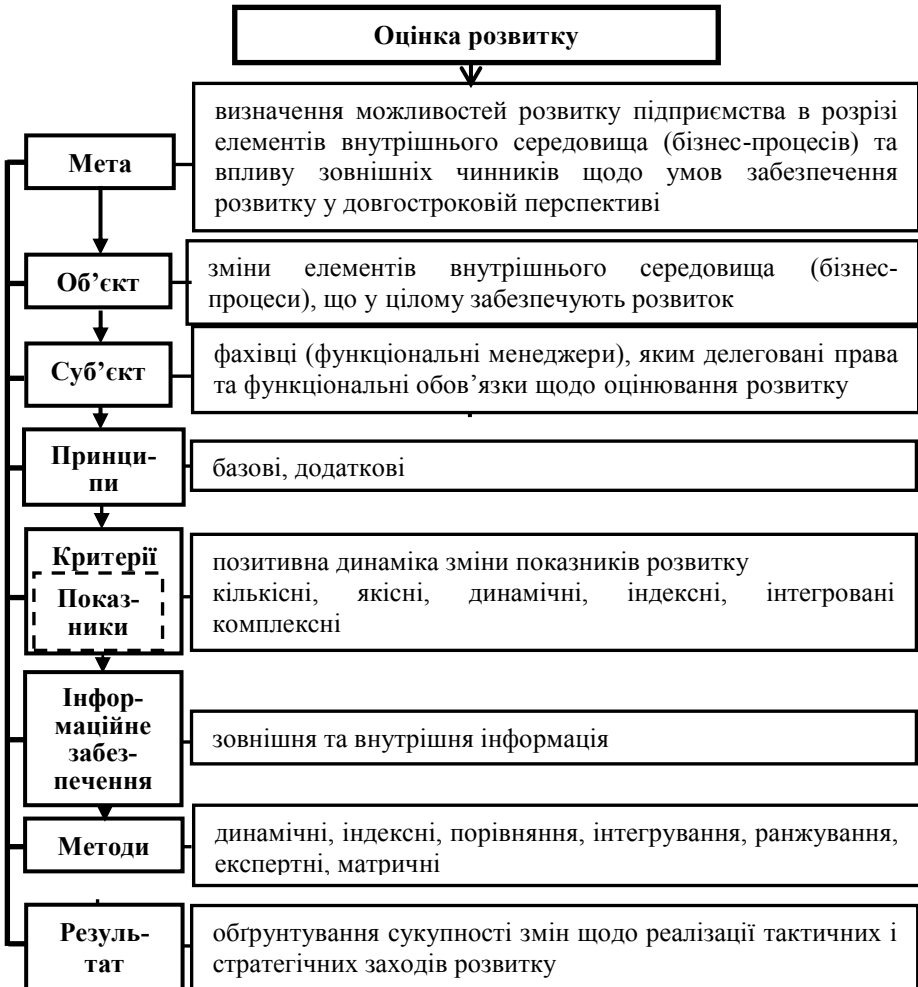 Оцінка розвитку
визначення можливостей розвитку підприємства в розрізі
елементів внутрішнього середовища (бізнес-процесів) та
впливу зовнішніх чинників щодо умов забезпечення
розвитку у довгостроковій перспективі
Мета
зміни елементів внутрішнього середовища (бізнес-
процеси), що у цілому забезпечують розвиток
Об’єкт
фахівці (функціональні менеджери), яким делеговані права
та функціональні обов’язки щодо оцінювання розвитку
Суб’єкт
Принци-
пи
базові, додаткові
Критерії
Показ-
ники
позитивна динаміка зміни показників розвитку
кількісні, якісні, динамічні, індексні, інтегровані
комплексні
Інфор-
маційне
забез-
печення
зовнішня та внутрішня інформація
Методи
динамічні, індексні, порівняння, інтегрування, ранжування,
експертні, матричні
Резуль-
тат
обґрунтування сукупності змін щодо реалізації тактичних і
стратегічних заходів розвитку